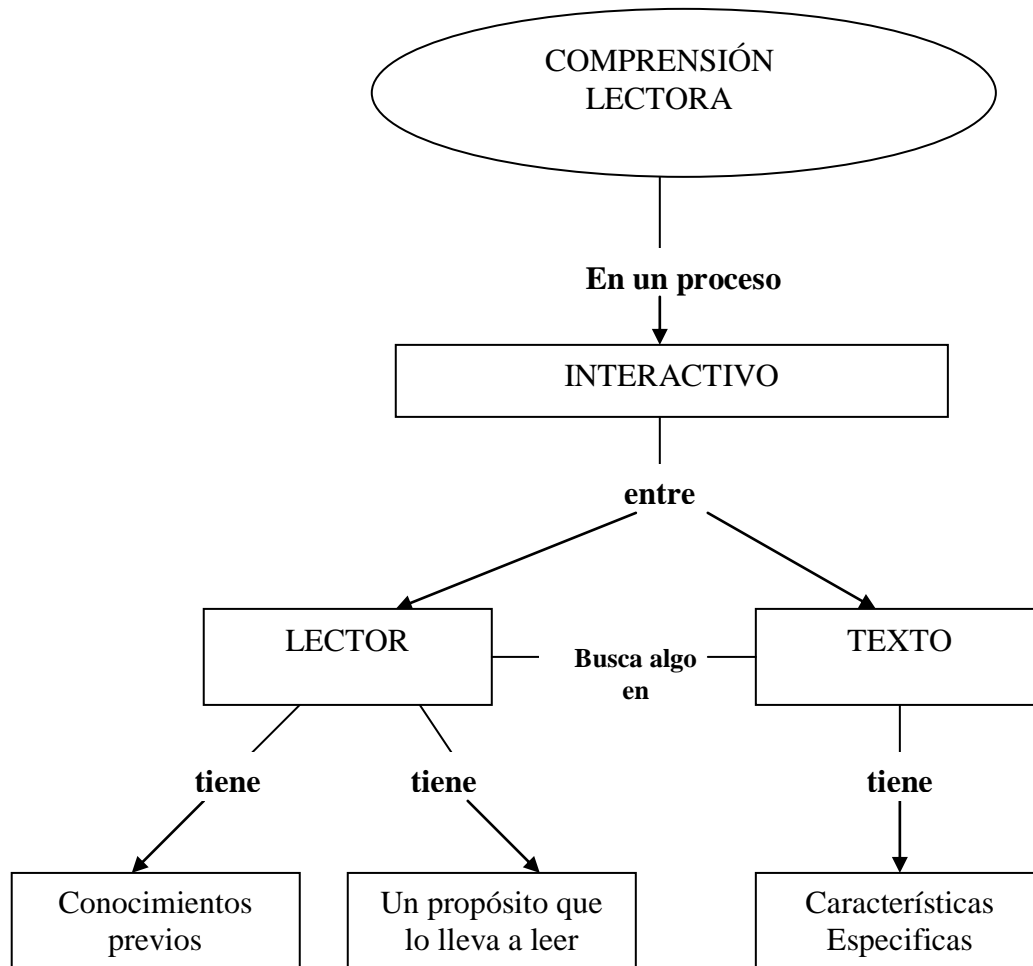 COMPRENSIÓN
LECTORA
En un proceso
INTERACTIVO
entre
LECTOR
Busca algo
en
TEXTO
tiene
tiene
tiene
Conocimientos
previos
Un propósito que
lo lleva a leer
Características
Especificas